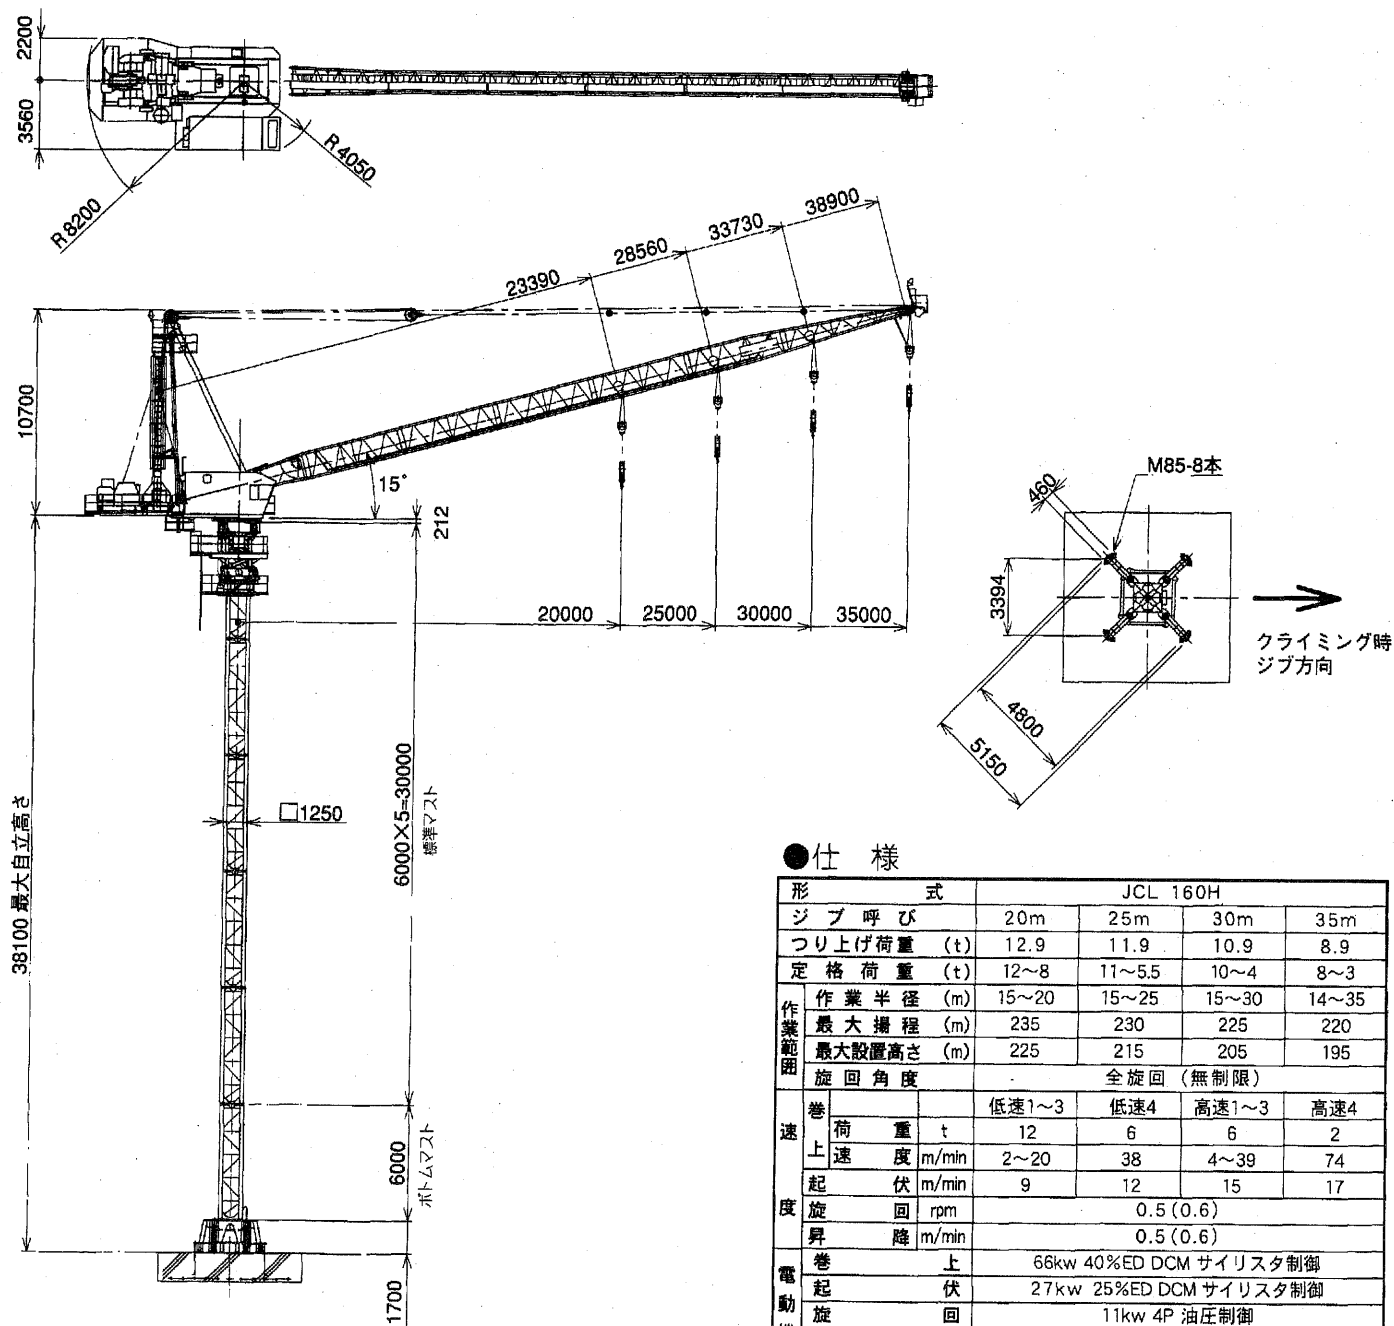 2200
3560
R4050
R8200
38900
33730
28560
23390
10700
15°
212
20000
25000
30000
35000
M85-8本
460
3394
クライミング時
ジブ方向
4800
5150
□1250
6000×5=30000
標準マスト
38100 最大自立高さ
6000
ボトムマスト
1700
●仕 様
形 式 JCL 160H
ジブ呼び 20m 25m 30m 35m
つり上げ荷重 (t) 12.9 11.9 10.9 8.9
定格荷重 (t) 12～8 11～5.5 10～4 8～3
作業範囲
作業半径 (m) 15～20 15～25 15～30 14～35
最大揚程 (m) 235 230 225 220
最大設置高さ (m) 225 215 205 195
旋回角度 全旋回 (無制限)
速度
巻上 低速1～3 低速4 高速1～3 高速4
荷重 t 12 6 6 2
速度 m/min 2～20 38 4～39 74
起伏 m/min 9 12 15 17
旋回 rpm 0.5(0.6)
昇降 m/min 0.5(0.6)
電動
巻上 66kw 40%ED DCM サイリスタ制御
起伏 27kw 25%ED DCM サイリスタ制御
旋回 11kw 4P 油圧制御